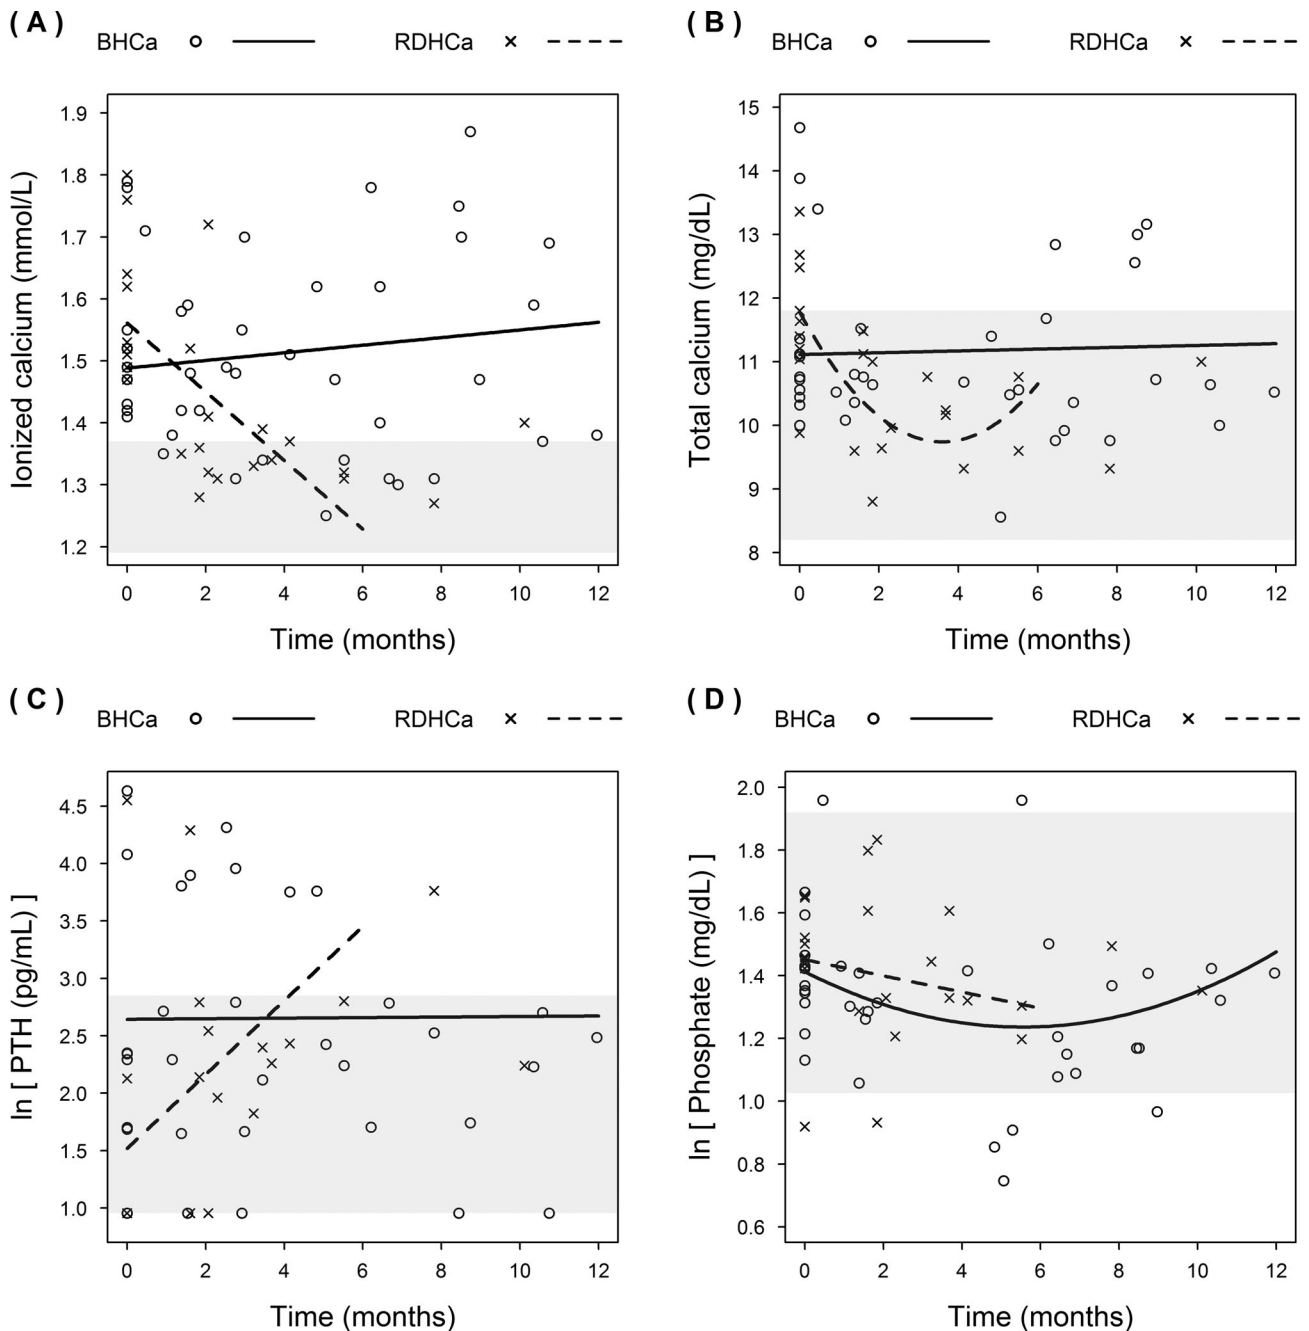 ( A )
BHCa RDHCa
Ionized calcium (mmol/L)
1.9
1.8
1.7
1.6
1.5
1.4
1.3
1.2
0 2 4 6 8 10 12
Time (months)
( B )
BHCa RDHCa
Total calcium (mg/dL)
15
14
13
12
11
10
9
8
0 2 4 6 8 10 12
Time (months)
( C )
BHCa RDHCa
ln [ PTH (pg/mL) ]
4.5
4.0
3.5
3.0
2.5
2.0
1.5
1.0
0 2 4 6 8 10 12
Time (months)
( D )
BHCa RDHCa
ln [ Phosphate (mg/dL) ]
2.0
1.8
1.6
1.4
1.2
1.0
0.8
0.6
0 2 4 6 8 10 12
Time (months)